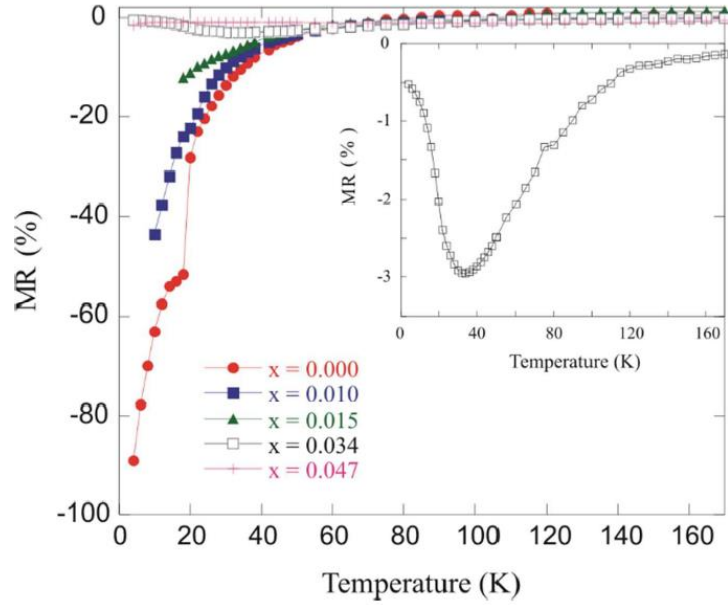 0
-20
-40
-60
-80
-100
MR (%)
0 20 40 60 80 100 120 140 160
Temperature (K)
x = 0.000
x = 0.010
x = 0.015
x = 0.034
x = 0.047
0
-1
-2
-3
MR (%)
0 40 80 120 160
Temperature (K)